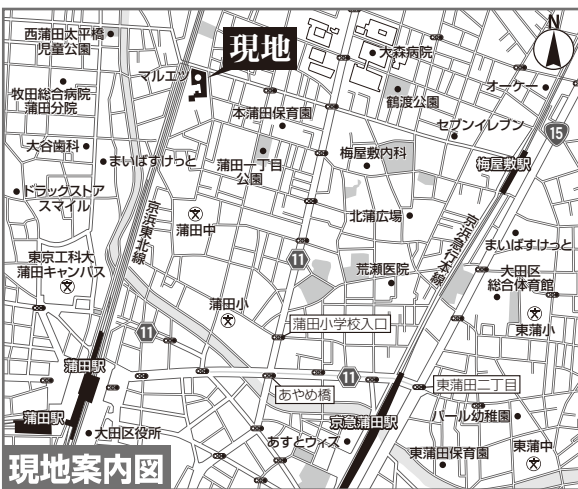 西蒲田太平橋
児童公園
現地
マルエツ
大森病院
N
牧田総合病院
蒲田分院
鶴渡公園
オーケー
本蒲田保育園
セブンイレブン
15
大谷歯科
まいばすけっと
蒲田一丁目
公園
梅屋敷内科
梅屋敷駅
ドラックストア
スマイル
京浜東北線
蒲田中
北蒲広場
京浜急行本線
まいばすけっと
東京工科大
蒲田キャンパス
11
荒瀬医院
大田区
総合体育館
蒲田小
東蒲小
11
蒲田小学校入口
蒲田駅
11
あやめ橋
東蒲田二丁目
蒲田駅
大田区役所
あすとウィズ
京急蒲田駅
パール幼稚園
東蒲田保育園
東蒲中
現地案内図